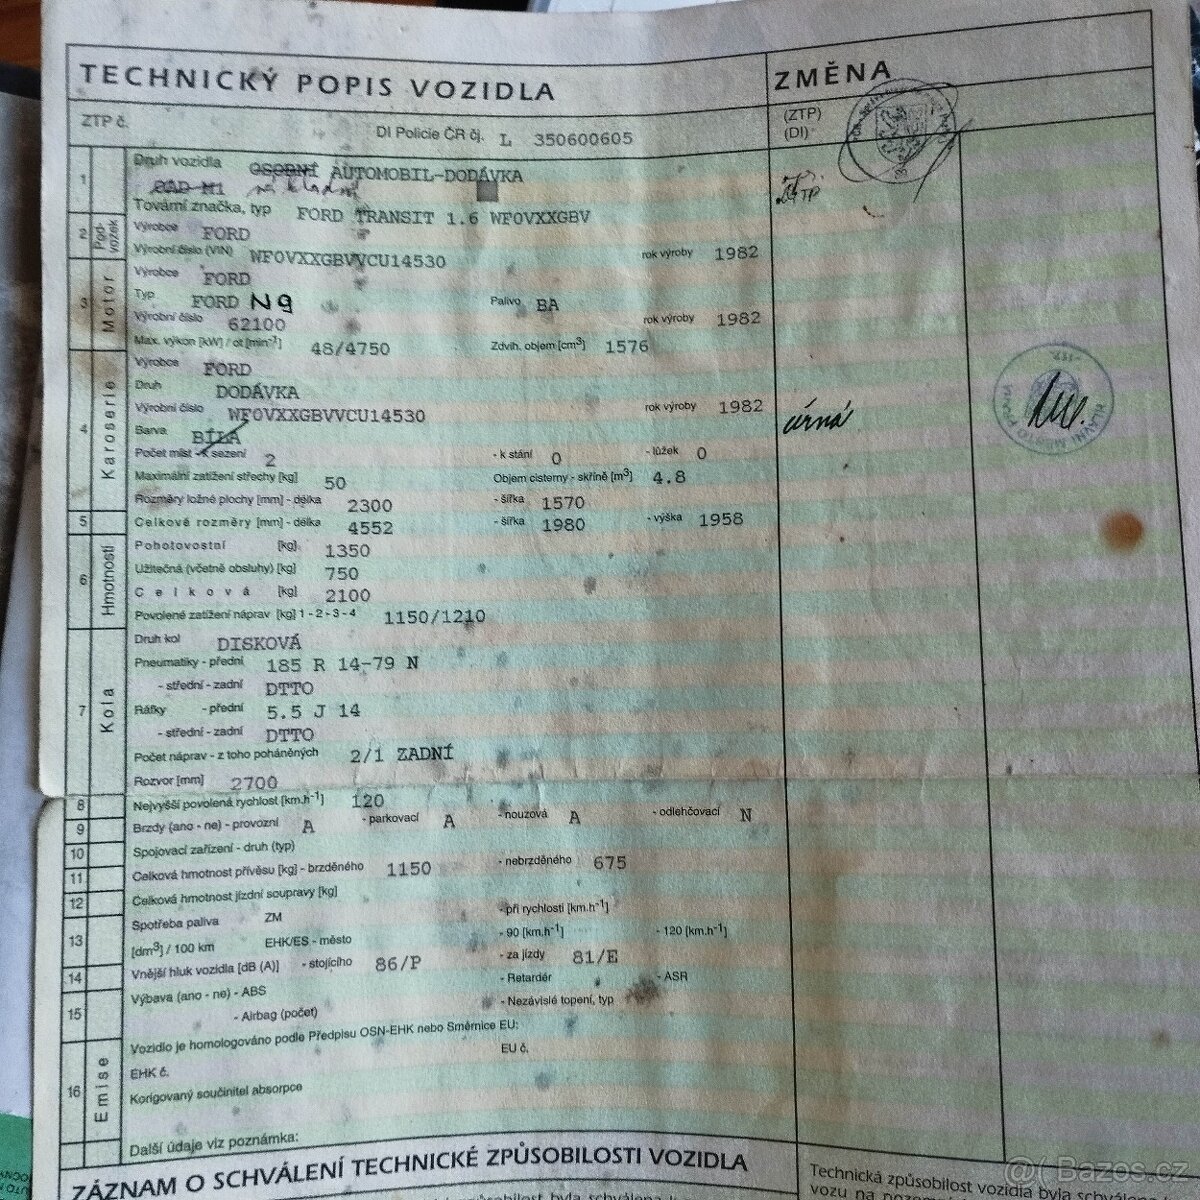 TECHNICKÝ POPIS VOZIDLA
ZMĚNA
ZTP č.
DI Policie ČR čj. L 350600605
(ZTP)
(DI)
1 Druh vozidla OSOBNÍ AUTOMOBIL-DODÁVKA
ZTP
Tovární značka, typ FORD TRANSIT 1.6 WF0VXXGBV
2 Pod-vozek Výrobce FORD
Výrobní číslo (VIN) WF0VXXGBVVCU14530 rok výroby 1982
3 Motor Výrobce FORD
Typ FORD N9 Palivo BA
Výrobní číslo 62100 rok výroby 1982
Max. výkon [kW] / ot [min-1] 48/4750 Zdvih. objem [cm3] 1576
4 Karoserie Výrobce FORD
Druh DODÁVKA
Výrobní číslo WF0VXXGBVVCU14530 rok výroby 1982
Barva BÍLÁ černá
Počet míst - k sezení 2 - k stání 0 - lůžek 0
Maximální zatížení střechy [kg] 50 Objem cisterny - skříně [m3] 4.8
Rozměry ložné plochy [mm] - délka 2300 - šířka 1570
5 Celkové rozměry [mm] - délka 4552 - šířka 1980 - výška 1958
6 Hmotnosti Pohotovostní [kg] 1350
Užitečná (včetně obsluhy) [kg] 750
Celková [kg] 2100
Povolené zatížení náprav [kg] 1 - 2 - 3 - 4 1150/1210
7 Kola Druh kol DISKOVÁ
Pneumatiky - přední 185 R 14-79 N
- střední - zadní DTTO
Ráfky - přední 5.5 J 14
- střední - zadní DTTO
Počet náprav - z toho poháněných 2/1 ZADNÍ
Rozvor [mm] 2700
8 Nejvyšší povolená rychlost [km.h-1] 120
9 Brzdy (ano - ne) - provozní A - parkovací A - nouzová A - odlehčovací N
10 Spojovací zařízení - druh (typ)
11 Celková hmotnost přívěsu [kg] - brzděného 1150 - nebrzděného 675
12 Celková hmotnost jízdní soupravy [kg]
13 Spotřeba paliva ZM - při rychlosti [km.h-1]
[dm3] / 100 km EHK/ES - město - 90 [km.h-1] - 120 [km.h-1]
14 Vnější hluk vozidla [dB (A)] - stojícího 86/P - za jízdy 81/E
15 Výbava (ano - ne) - ABS - Retardér - ASR
- Airbag (počet) - Nezávislé topení, typ
16 Emise Vozidlo je homologováno podle Předpisu OSN-EHK nebo Směrnice EU:
EHK č. EU č.
Korigovaný součinitel absorpce
Další údaje viz poznámka:
ZÁZNAM O SCHVÁLENÍ TECHNICKÉ ZPŮSOBILOSTI VOZIDLA
Technická způsobilost vozidla byla
Bazos.cz